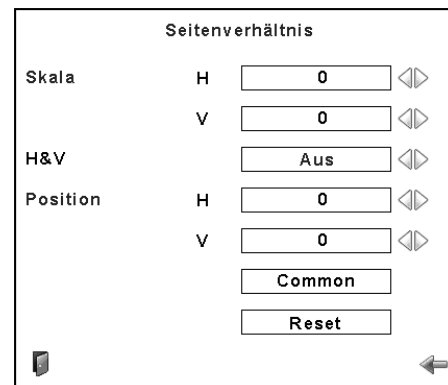 Seitenverhältnis
Skala H 0
V 0
H&V Aus
Position H 0
V 0
Common
Reset